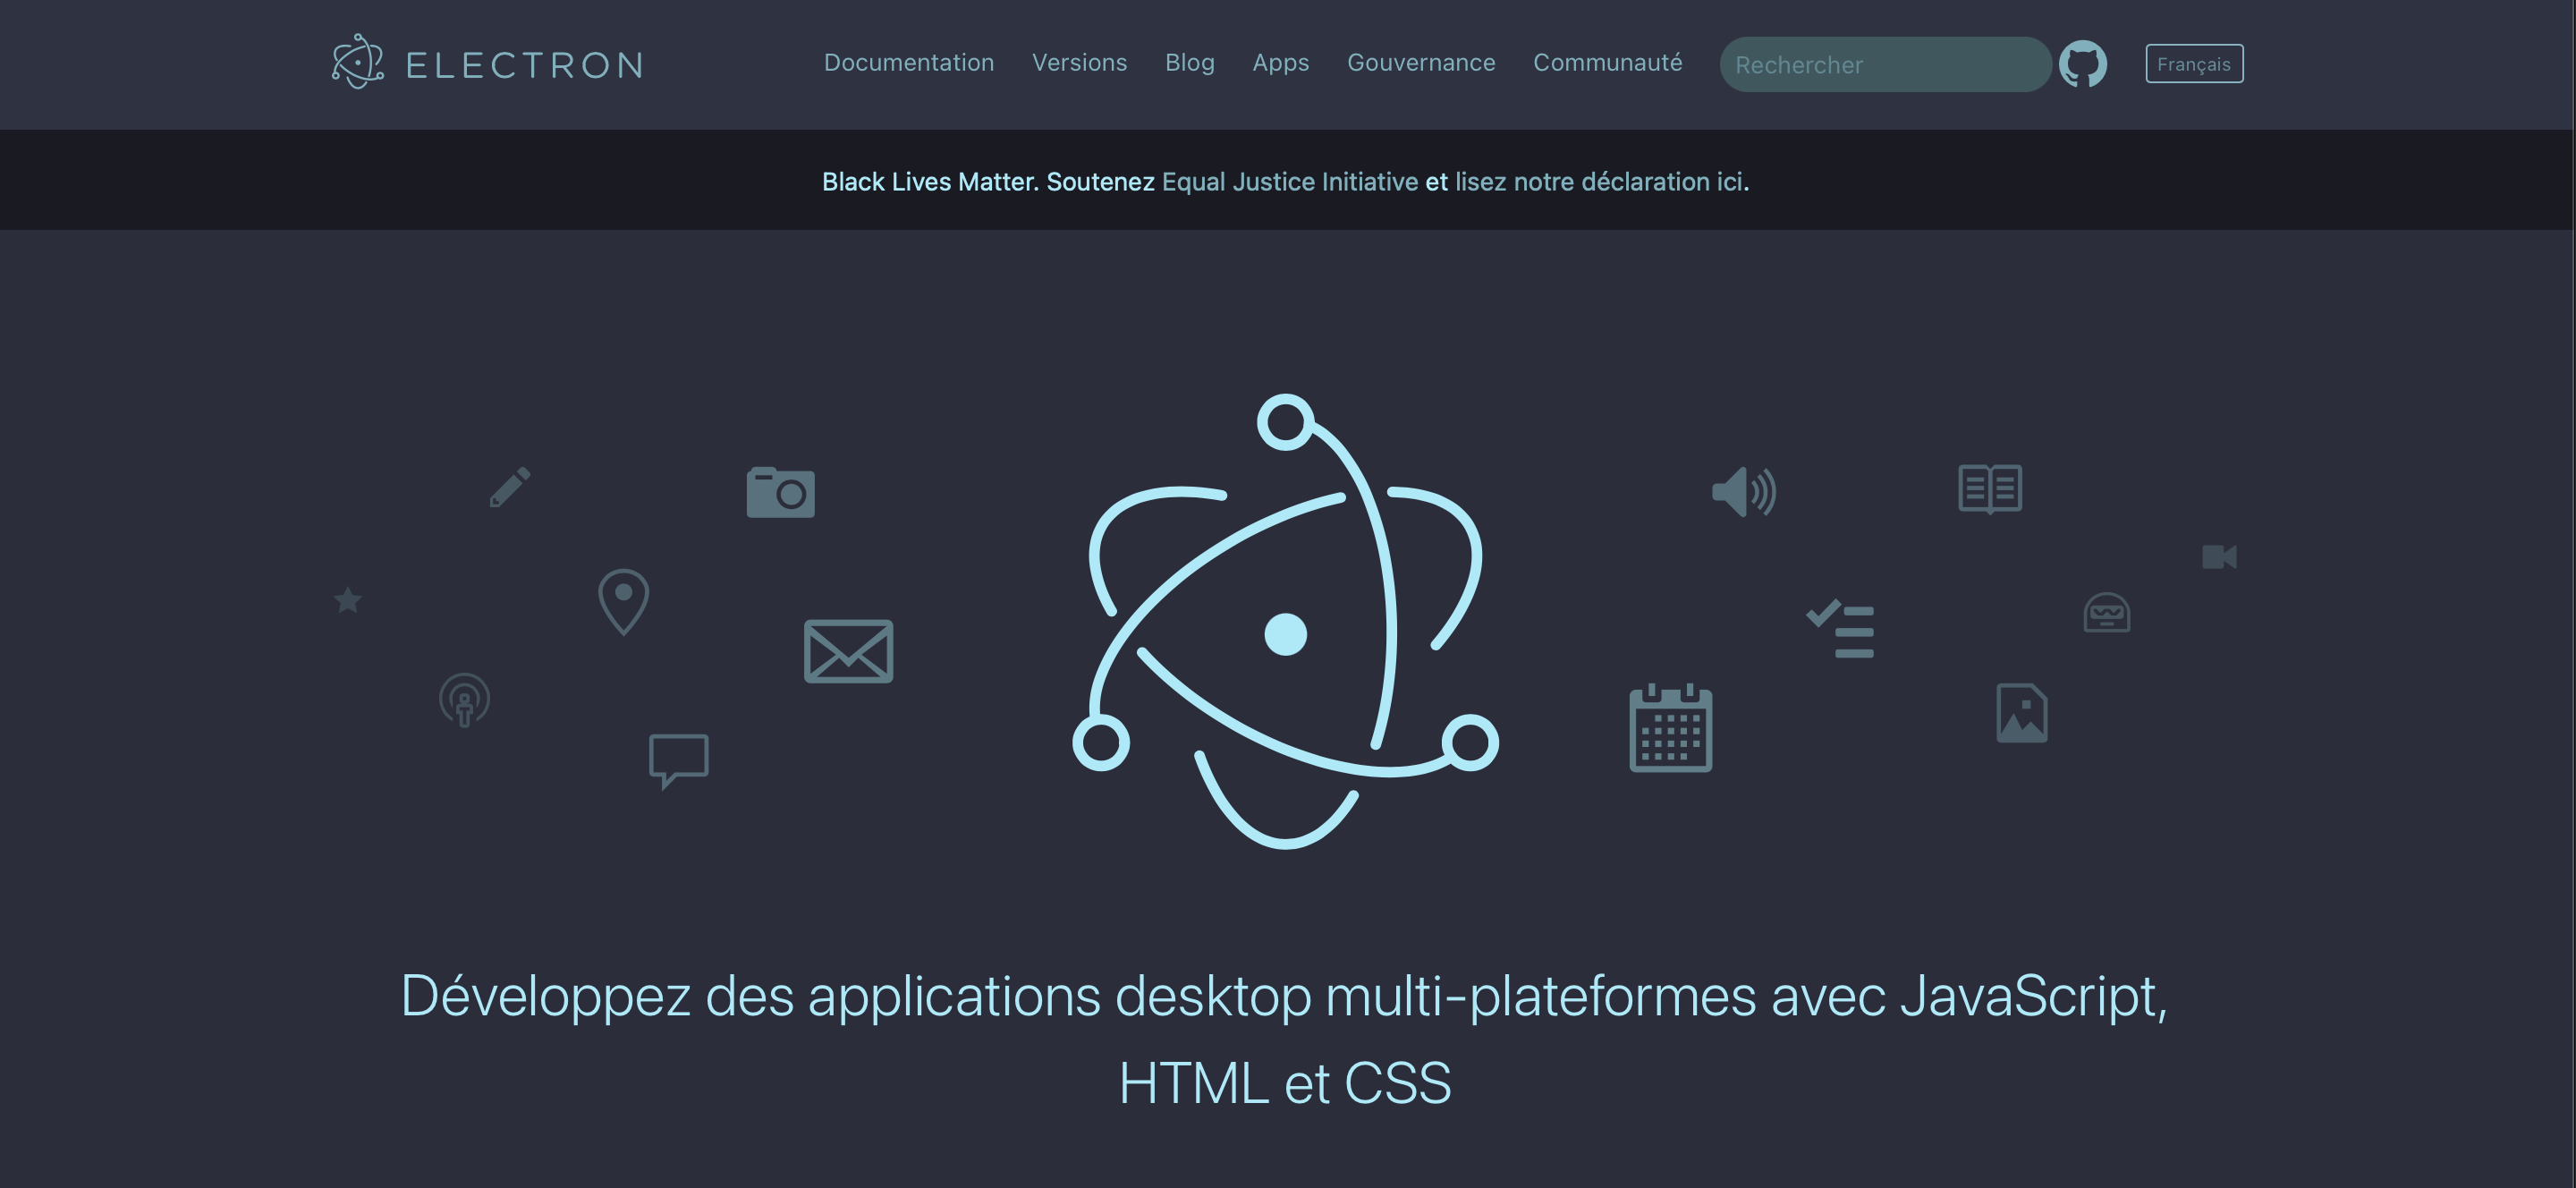 ELECTRON
Documentation Versions Blog Apps Gouvernance Communauté Rechercher Français
Black Lives Matter. Soutenez Equal Justice Initiative et lisez notre déclaration ici.
Développez des applications desktop multi-plateformes avec JavaScript,
HTML et CSS